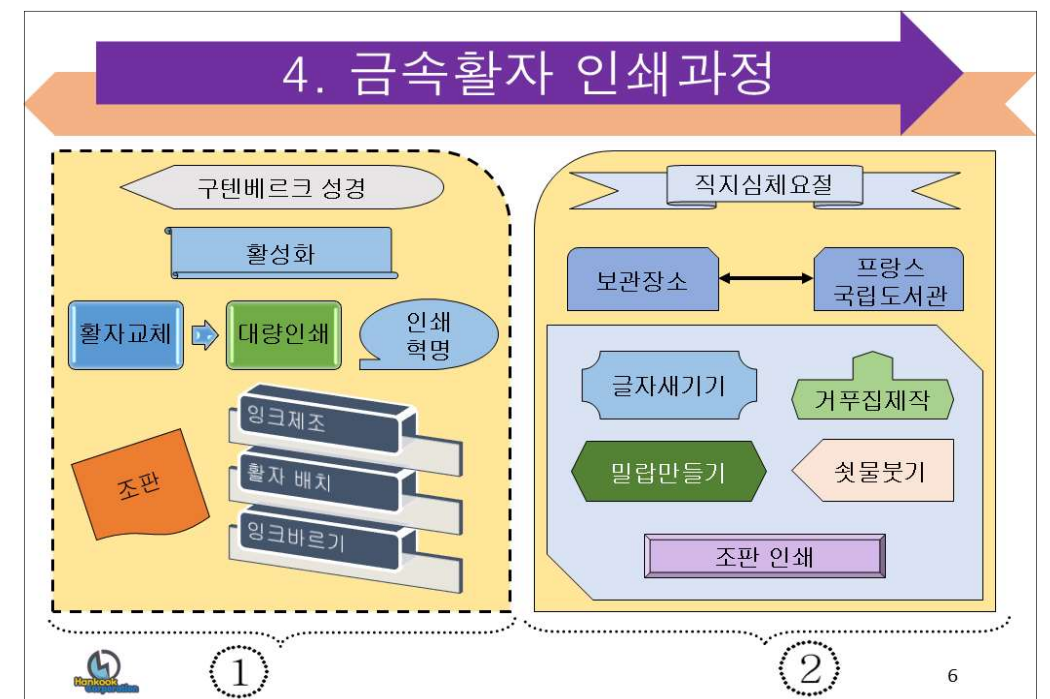 4. 금속활자 인쇄과정
구텐베르크 성경
활성화
활자교체
대량인쇄
인쇄
혁명
조판
잉크제조
활자 배치
잉크바르기
직지심체요절
보관장소
프랑스
국립도서관
글자새기기
거푸집제작
밀랍만들기
쇳물붓기
조판 인쇄
1
2
Hankook
Corporation
6